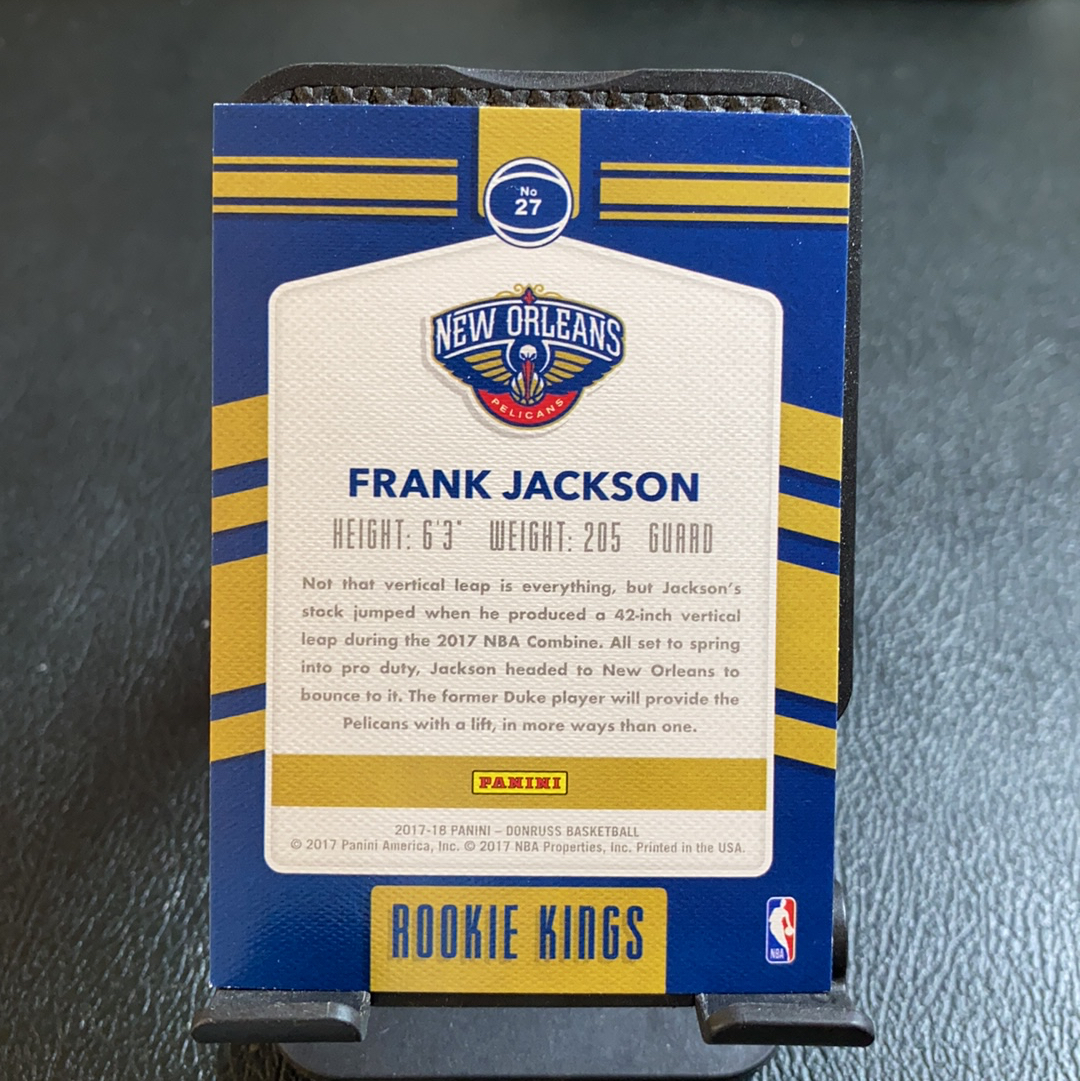 No
27
NEW ORLEANS
PELICANS
FRANK JACKSON
HEIGHT: 6'3" WEIGHT: 205 GUARD
Not that vertical leap is everything, but Jackson's
stock jumped when he produced a 42-inch vertical
leap during the 2017 NBA Combine. All set to spring
into pro duty, Jackson headed to New Orleans to
bounce to it. The former Duke player will provide the
Pelicans with a lift, in more ways than one.
PANINI
2017-18 PANINI – DONRUSS BASKETBALL
© 2017 Panini America, Inc. © 2017 NBA Properties, Inc. Printed in the USA.
ROOKIE KINGS
NBA